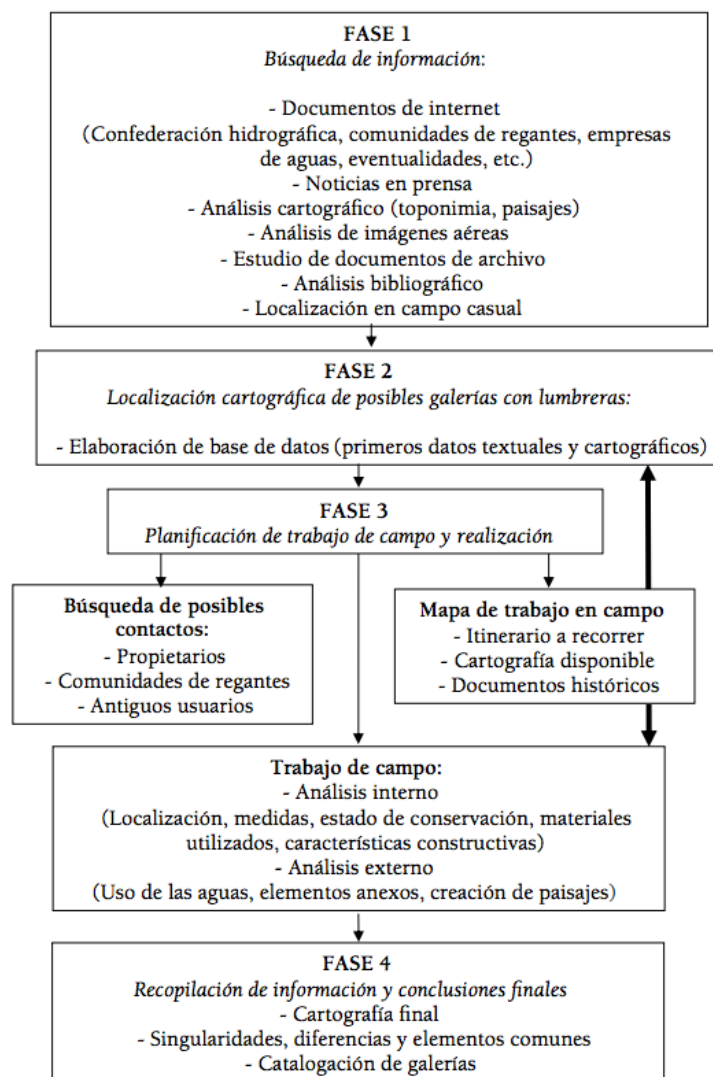 FASE 1
Búsqueda de información:
- Documentos de internet
(Confederación hidrográfica, comunidades de regantes, empresas
de aguas, eventualidades, etc.)
- Noticias en prensa
- Análisis cartográfico (toponimia, paisajes)
- Análisis de imágenes aéreas
- Estudio de documentos de archivo
- Análisis bibliográfico
- Localización en campo casual
FASE 2
Localización cartográfica de posibles galerías con lumbreras:
- Elaboración de base de datos (primeros datos textuales y cartográficos)
FASE 3
Planificación de trabajo de campo y realización
Búsqueda de posibles
contactos:
- Propietarios
- Comunidades de regantes
- Antiguos usuarios
Mapa de trabajo en campo
- Itinerario a recorrer
- Cartografía disponible
- Documentos históricos
Trabajo de campo:
- Análisis interno
(Localización, medidas, estado de conservación, materiales
utilizados, características constructivas)
- Análisis externo
(Uso de las aguas, elementos anexos, creación de paisajes)
FASE 4
Recopilación de información y conclusiones finales
- Cartografía final
- Singularidades, diferencias y elementos comunes
- Catalogación de galerías